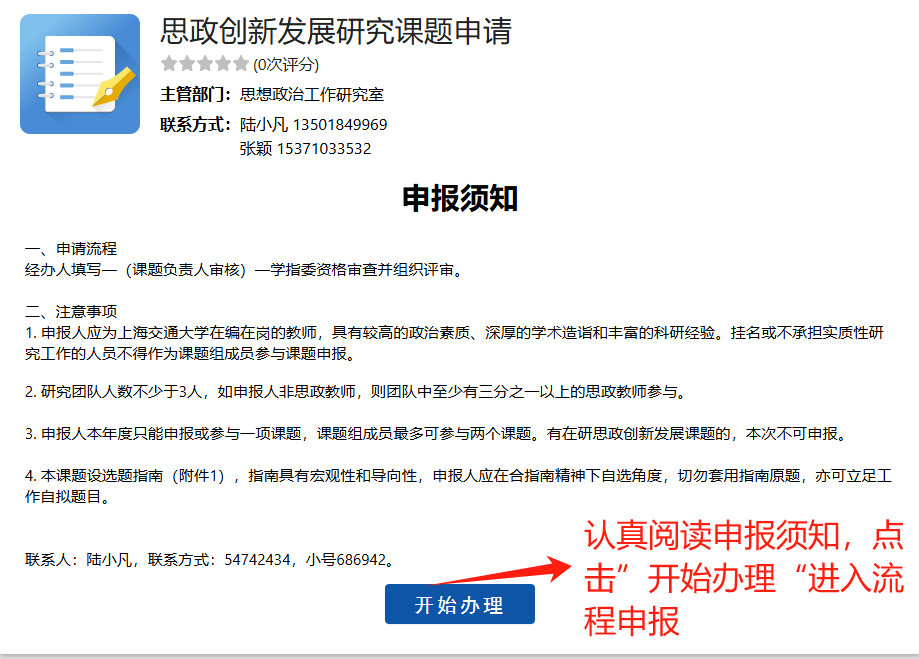 思政创新发展研究课题申请
(0次评分)
主管部门：思想政治工作研究室
联系方式：陆小凡 13501849969
张颖 15371033532
申报须知
一、申请流程
经办人填写—（课题负责人审核）—学指委资格审查并组织评审。
二、注意事项
1. 申报人应为上海交通大学在编在岗的教师，具有较高的政治素质、深厚的学术造诣和丰富的科研经验。挂名或不承担实质性研
究工作的人员不得作为课题组成员参与课题申报。
2. 研究团队人数不少于3人，如申报人非思政教师，则团队中至少有三分之一以上的思政教师参与。
3. 申报人本年度只能申报或参与一项课题，课题组成员最多可参与两个课题。有在研思政创新发展课题的，本次不可申报。
4. 本课题设选题指南（附件1），指南具有宏观性和导向性，申报人应在合指南精神下自选角度，切勿套用指南原题，亦可立足工
作自拟题目。
联系人：陆小凡，联系方式：54742434，小号686942。
开始办理
认真阅读申报须知，点
击”开始办理“进入流
程申报